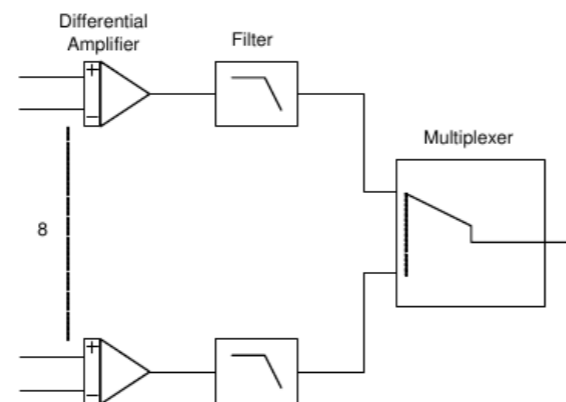 Differential
Amplifier
Filter
+
−
Multiplexer
8
+
−